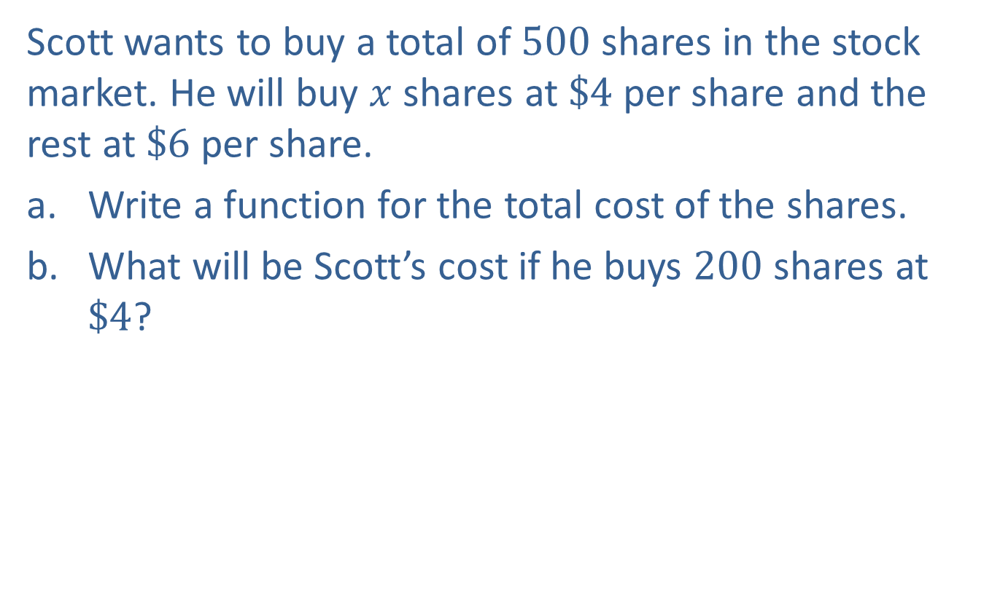 Scott wants to buy a total of 500 shares in the stock
market. He will buy x shares at $4 per share and the
rest at $6 per share.
a. Write a function for the total cost of the shares.
b. What will be Scott’s cost if he buys 200 shares at
$4?